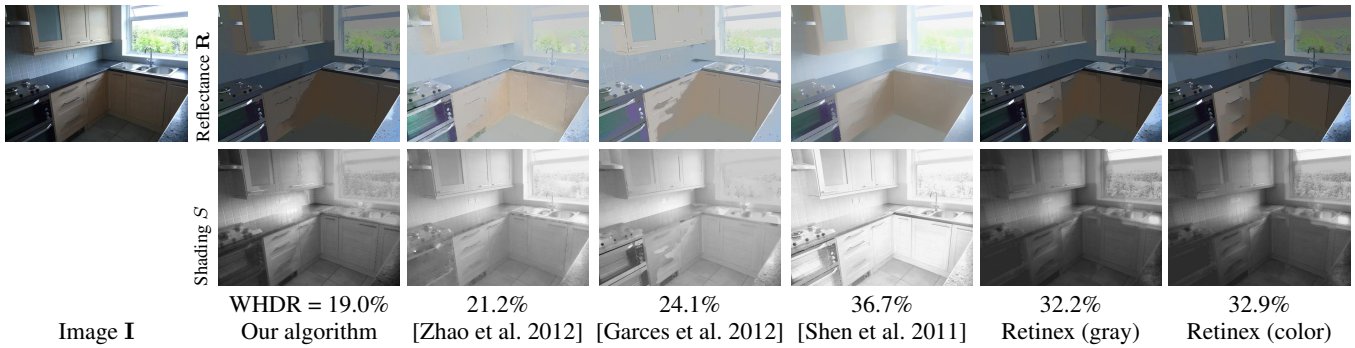 Reflectance R
Shading S
WHDR = 19.0% 21.2% 24.1% 36.7% 32.2% 32.9%
Image I Our algorithm [Zhao et al. 2012] [Garces et al. 2012] [Shen et al. 2011] Retinex (gray) Retinex (color)